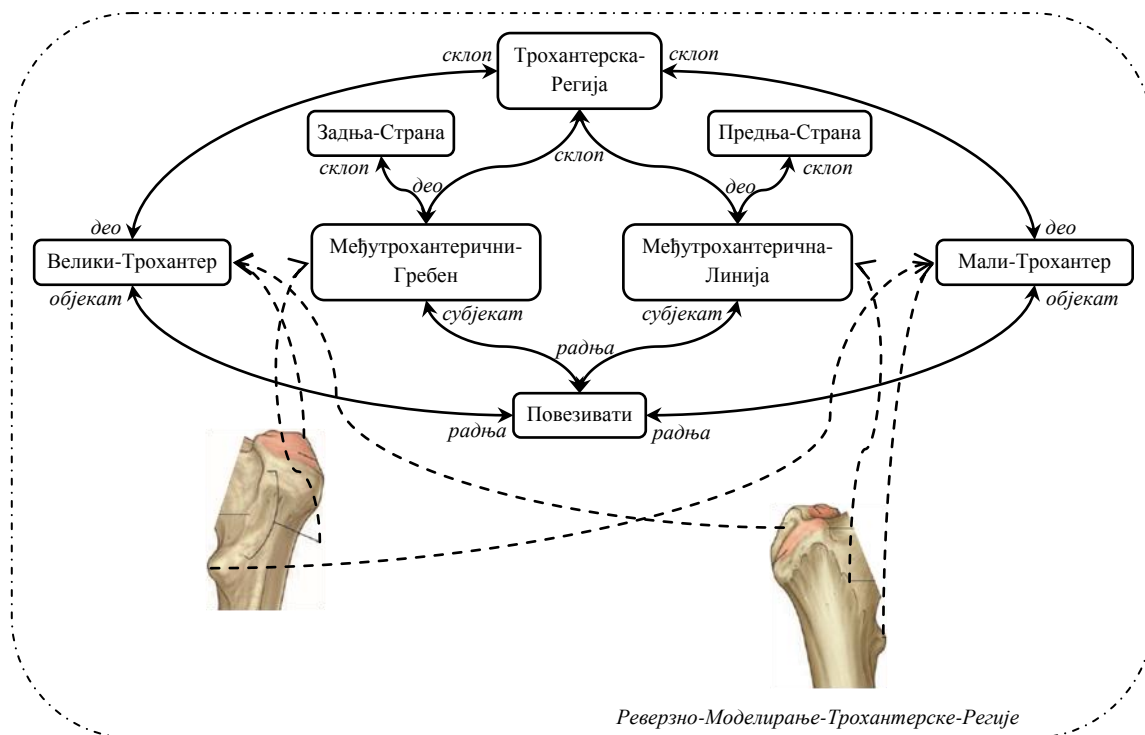 склоп
Трохантерска-
Регија
склоп
Задња-Страна
Предња-Страна
склоп
склоп
склоп
део
део
део
део
Велики-Трохантер
Међутрохантерични-
Гребен
Међутрохантерична-
Линија
Мали-Трохантер
објекат
субјекат
субјекат
објекат
радња
Повезивати
радња
радња
Реверзно-Моделирање-Трохантерске-Регије